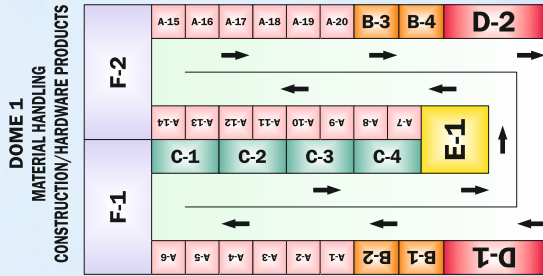 DOME 1
MATERIAL HANDLING
CONSTRUCTION/HARDWARE PRODUCTS
F-2
F-1
A-15 A-16 A-17 A-18 A-19 A-20 B-3 B-4 D-2
A-14 A-13 A-12 A-11 A-10 A-9 A-8 A-7
E-1
C-1 C-2 C-3 C-4
A-6 A-5 A-4 A-3 A-2 A-1 B-2 B-1 D-1